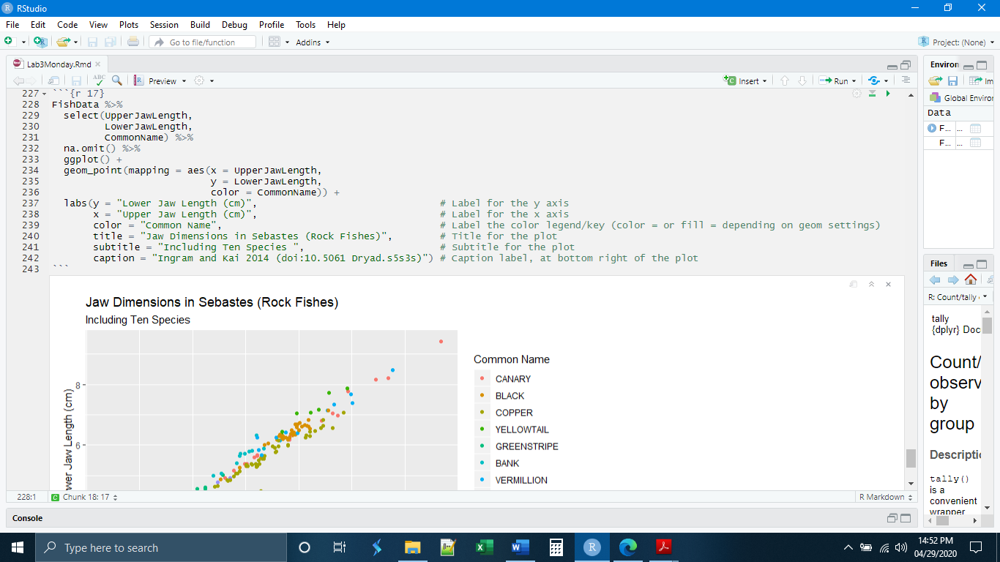 RStudio
File Edit Code View Plots Session Build Debug Profile Tools Help
Go to file/function Addins Project: (None)
Lab3Monday.Rmd
ABC Preview Insert Run
227 ```{r 17}
228 FishData %>%
229 select(UpperJawLength,
230 LowerJawLength,
231 CommonName) %>%
232 na.omit() %>%
233 ggplot() +
234 geom_point(mapping = aes(x = UpperJawLength,
235 y = LowerJawLength,
236 color = CommonName)) +
237 labs(y = "Lower Jaw Length (cm)", # Label for the y axis
238 x = "Upper Jaw Length (cm)", # Label for the x axis
239 color = "Common Name", # Label the color legend/key (color = or fill = depending on geom settings)
240 title = "Jaw Dimensions in Sebastes (Rock Fishes)", # Title for the plot
241 subtitle = "Including Ten Species ", # Subtitle for the plot
242 caption = "Ingram and Kai 2014 (doi:10.5061 Dryad.s5s3s)") # Caption label, at bottom right of the plot
243 ```
Jaw Dimensions in Sebastes (Rock Fishes)
Including Ten Species
wer Jaw Length (cm)
8
6
Common Name
CANARY
BLACK
COPPER
YELLOWTAIL
GREENSTRIPE
BANK
VERMILLION
228:1 C Chunk 18: 17 R Markdown
Console
Environ
Im
Global Enviror
Data
F... ...
F... ...
Files
R: Count/tally
tally
{dplyr} Doc
Count/
observ
by
group
Descriptio
tally()
is a
convenient
wrapper
Type here to search
14:52 PM
04/29/2020